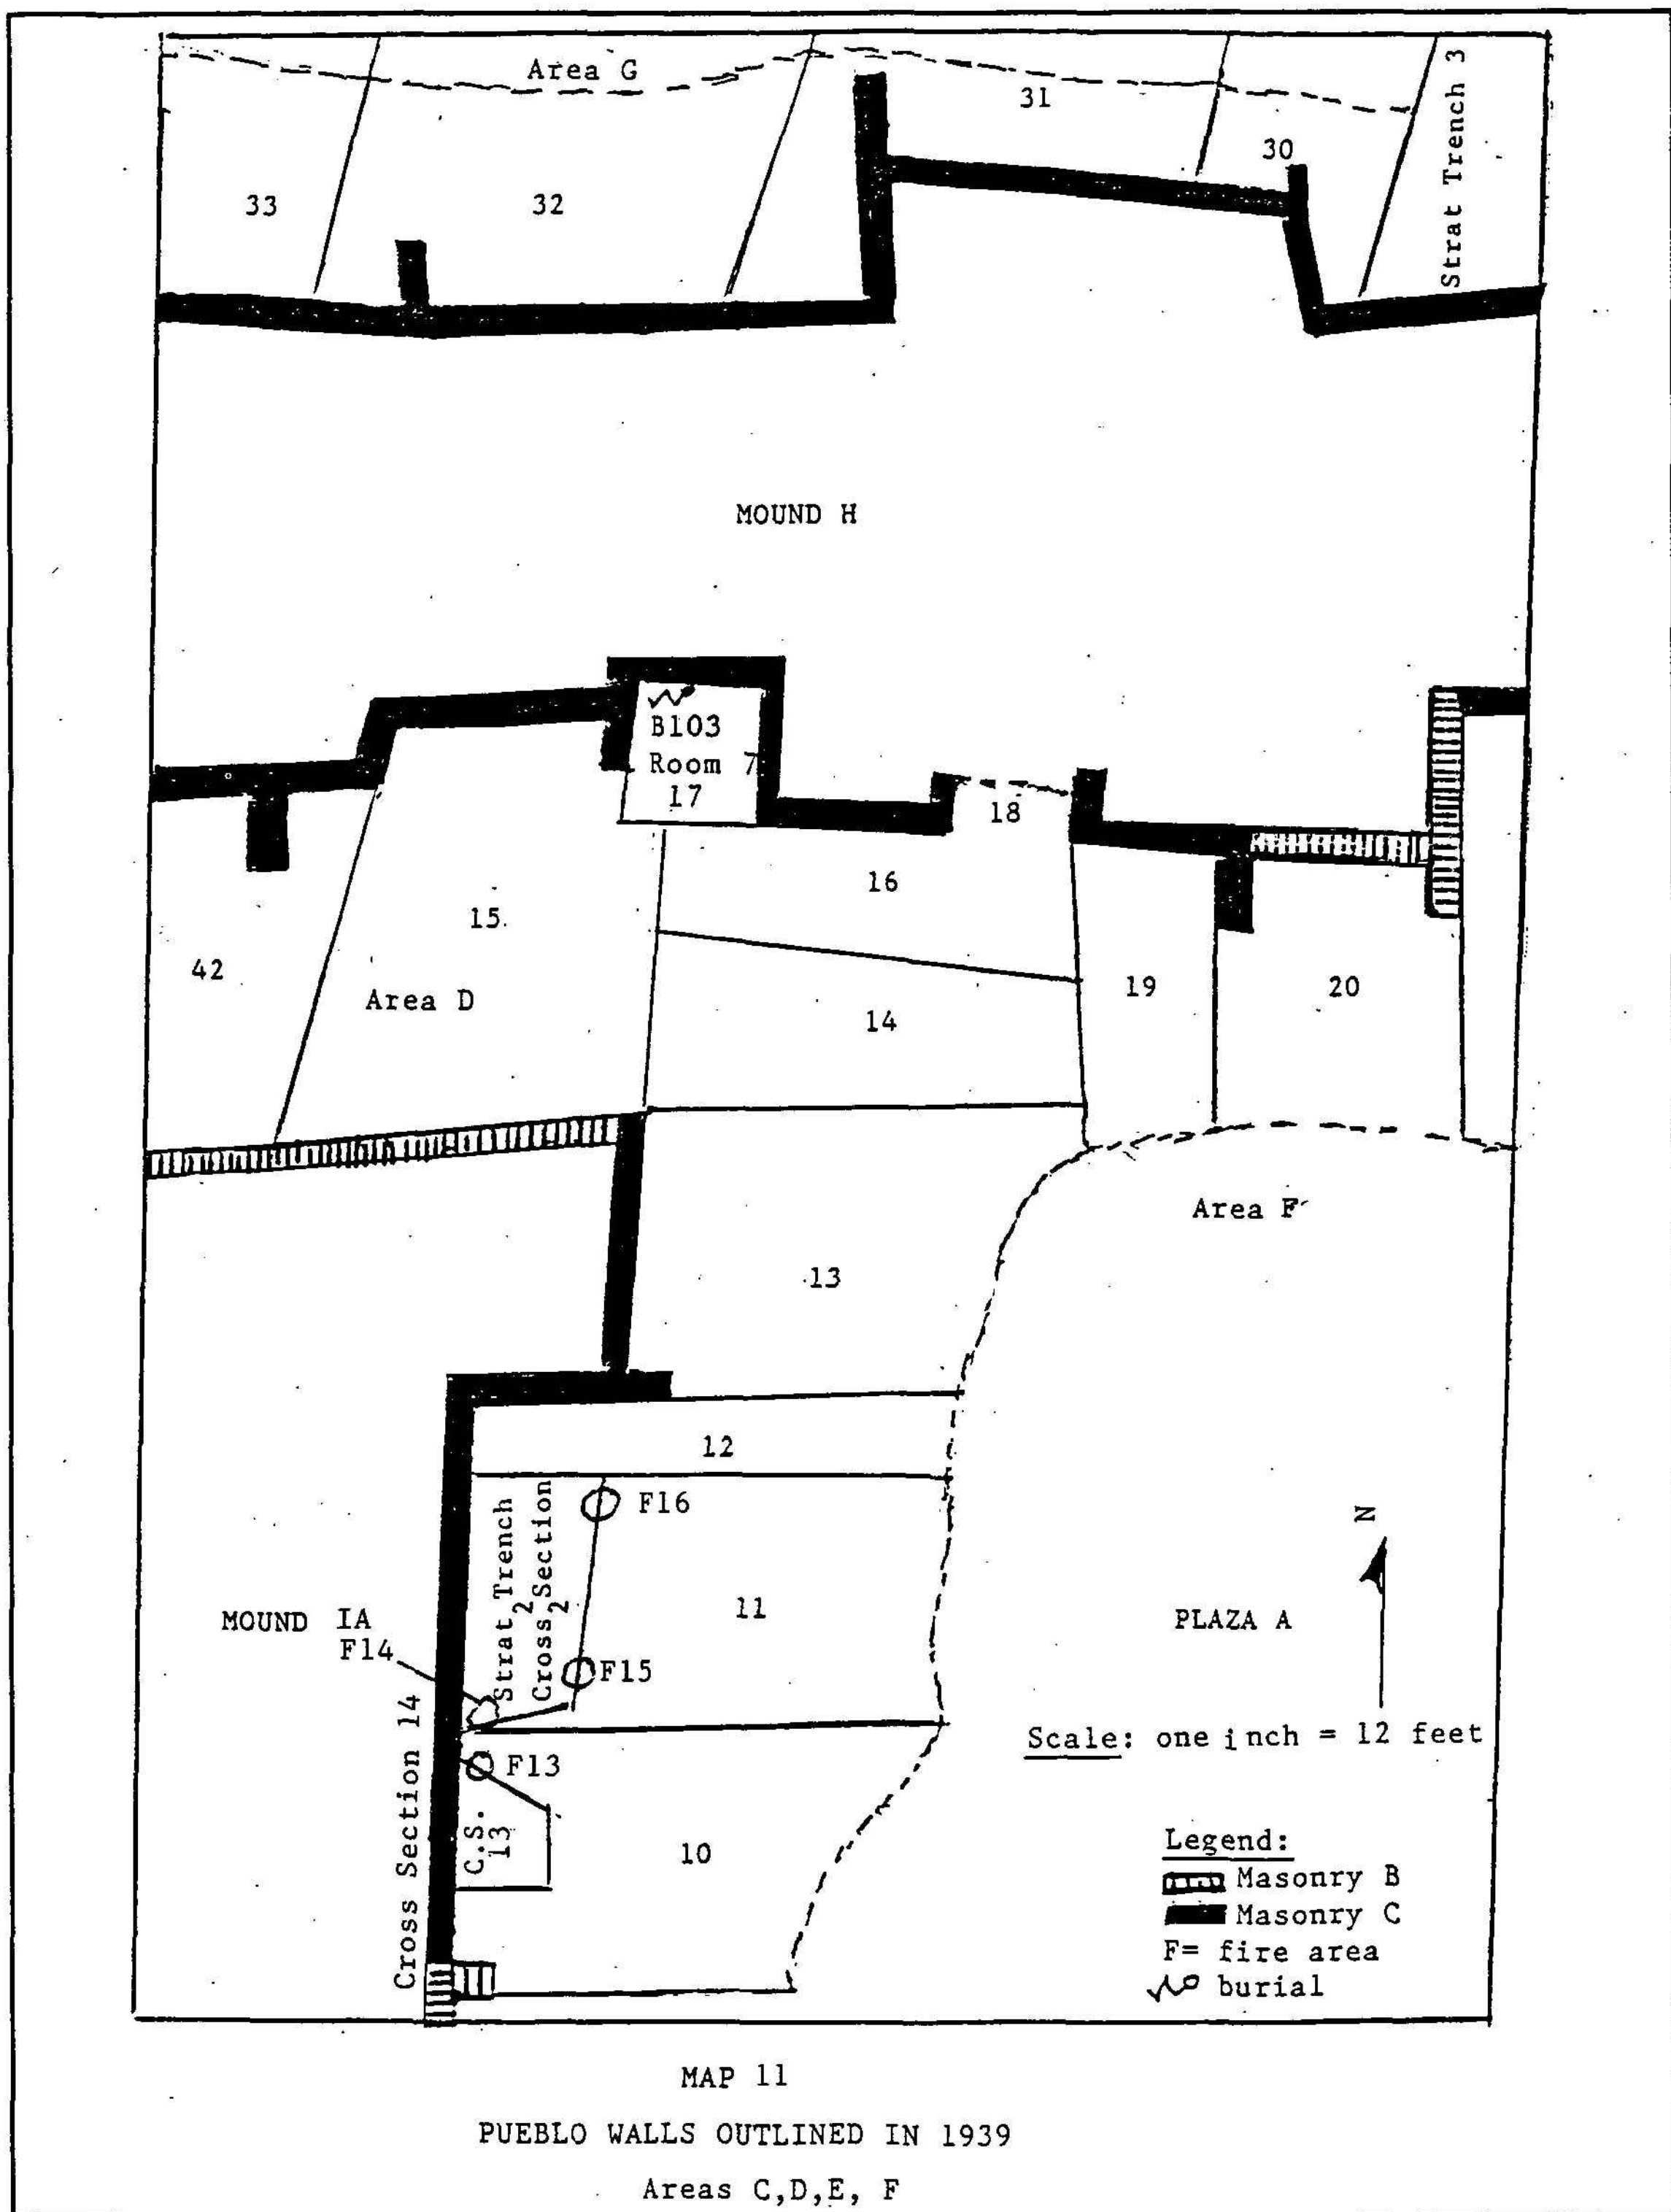 Area G
31
Strat Trench 3
30
33
32
MOUND H
B103
Room 7
17
18
16
15
42
Area D
14
19
20
Area F
13
12
Strat Trench 2
Cross Section 2
F16
11
MOUND IA
F14
F15
PLAZA A
N
Scale: one inch = 12 feet
Cross Section 14
F13
C.S. 13
10
Legend:
Masonry B
Masonry C
F= fire area
burial
MAP 11
PUEBLO WALLS OUTLINED IN 1939
Areas C,D,E, F